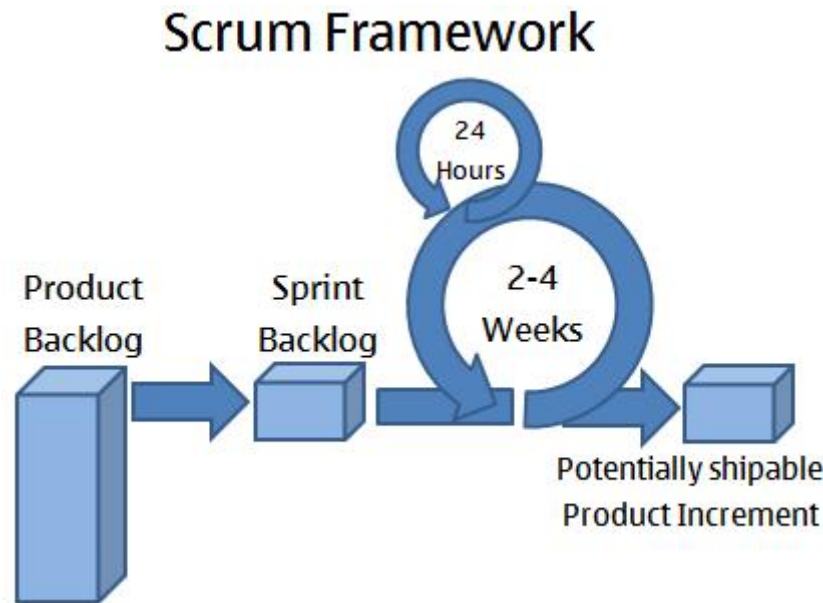 Scrum Framework
24
Hours
2-4
Weeks
Product
Backlog
Sprint
Backlog
Potentially shipable
Product Increment